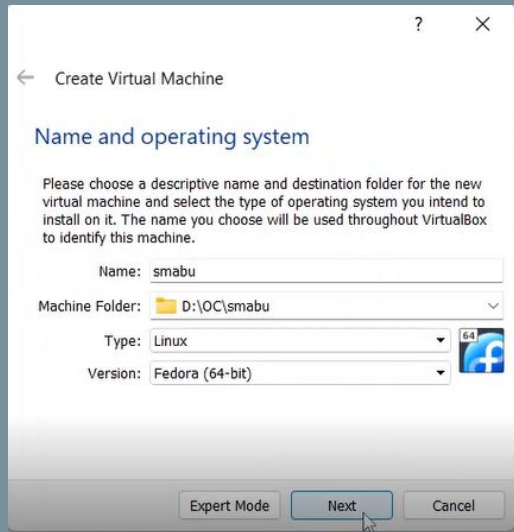 ?
Create Virtual Machine
Name and operating system
Please choose a descriptive name and destination folder for the new
virtual machine and select the type of operating system you intend to
install on it. The name you choose will be used throughout VirtualBox
to identify this machine.
Name: smabu
Machine Folder: D:\OC\smabu
Type: Linux
64
Version: Fedora (64-bit)
Expert Mode Next Cancel